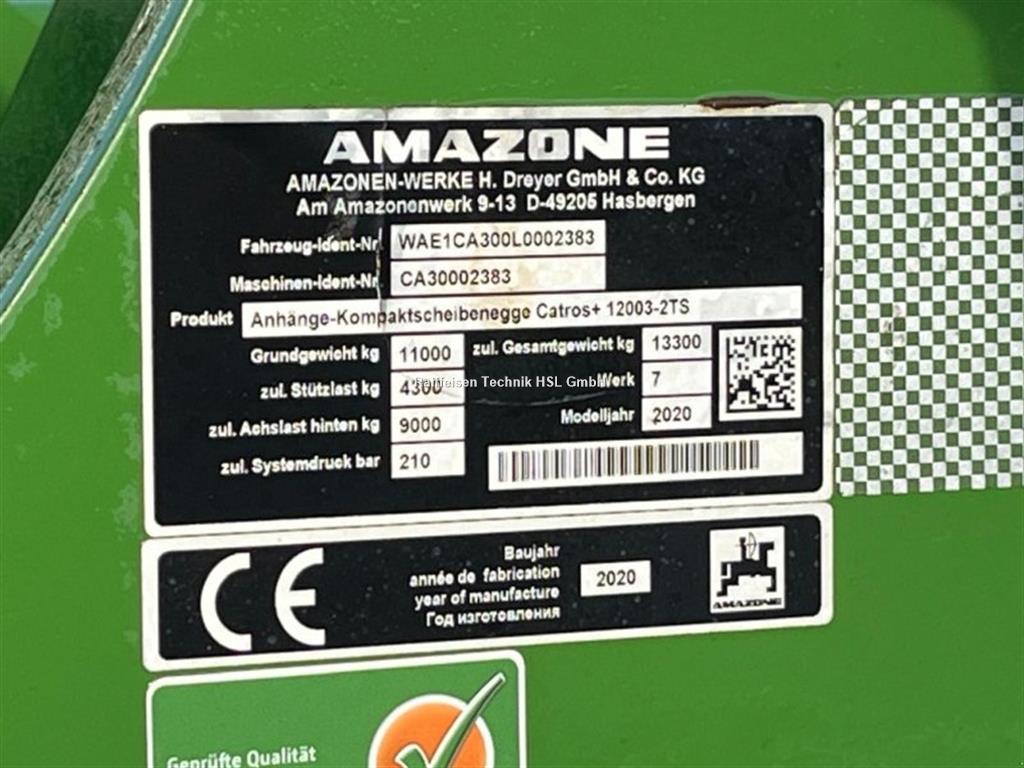 AMAZONE
AMAZONEN-WERKE H. Dreyer GmbH & Co. KG
Am Amazonenwerk 9-13 D-49205 Hasbergen
Fahrzeug-Ident-Nr WAE1CA300L0002383
Maschinen-Ident-Nr CA30002383
Produkt Anhänge-Kompaktscheibenegge Catros+ 12003-2TS
Grundgewicht kg 11000 zul. Gesamtgewicht kg 13300
zul. Stützlast kg 4300 Werk 7
Raiffeisen Technik HSL GmbH
zul. Achslast hinten kg 9000 Modelljahr 2020
zul. Systemdruck bar 210
CE
Baujahr
année de fabrication
year of manufacture
Год изготовления
2020
AMAZONE
Geprüfte Qualität